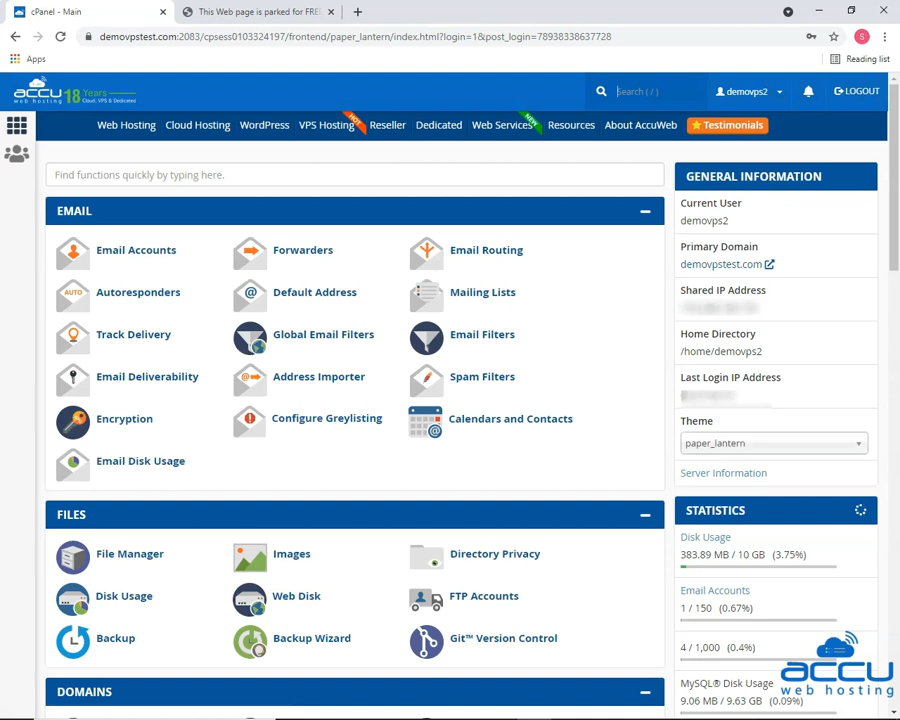 cPanel - Main
This Web page is parked for FRE
demovpstest.com:2083/cpsess0103324197/frontend/paper_lantern/index.html?login=1&post_login=78938338637728
S
Apps
Reading list
ACCU
web hosting
18 Years
Cloud, VPS & Dedicated
Search ( / )
demovps2
LOGOUT
Web Hosting
Cloud Hosting
WordPress
VPS Hosting
HOT
Reseller
Dedicated
Web Services
NEW
Resources
About AccuWeb
Testimonials
Find functions quickly by typing here.
EMAIL
Email Accounts
Forwarders
Email Routing
AUTO
Autoresponders
@
Default Address
Mailing Lists
Track Delivery
Global Email Filters
Email Filters
Email Deliverability
@
Address Importer
Spam Filters
Encryption
Configure Greylisting
@
Calendars and Contacts
Email Disk Usage
FILES
File Manager
Images
Directory Privacy
Disk Usage
Web Disk
FTP Accounts
Backup
Backup Wizard
Git™ Version Control
DOMAINS
GENERAL INFORMATION
Current User
demovps2
Primary Domain
demovpstest.com
Shared IP Address
Home Directory
/home/demovps2
Last Login IP Address
Theme
paper_lantern
Server Information
STATISTICS
Disk Usage
383.89 MB / 10 GB (3.75%)
Email Accounts
1 / 150 (0.67%)
4 / 1,000 (0.4%)
MySQL® Disk Usage
9.06 MB / 9.63 GB (0.09%)
accu
web hosting